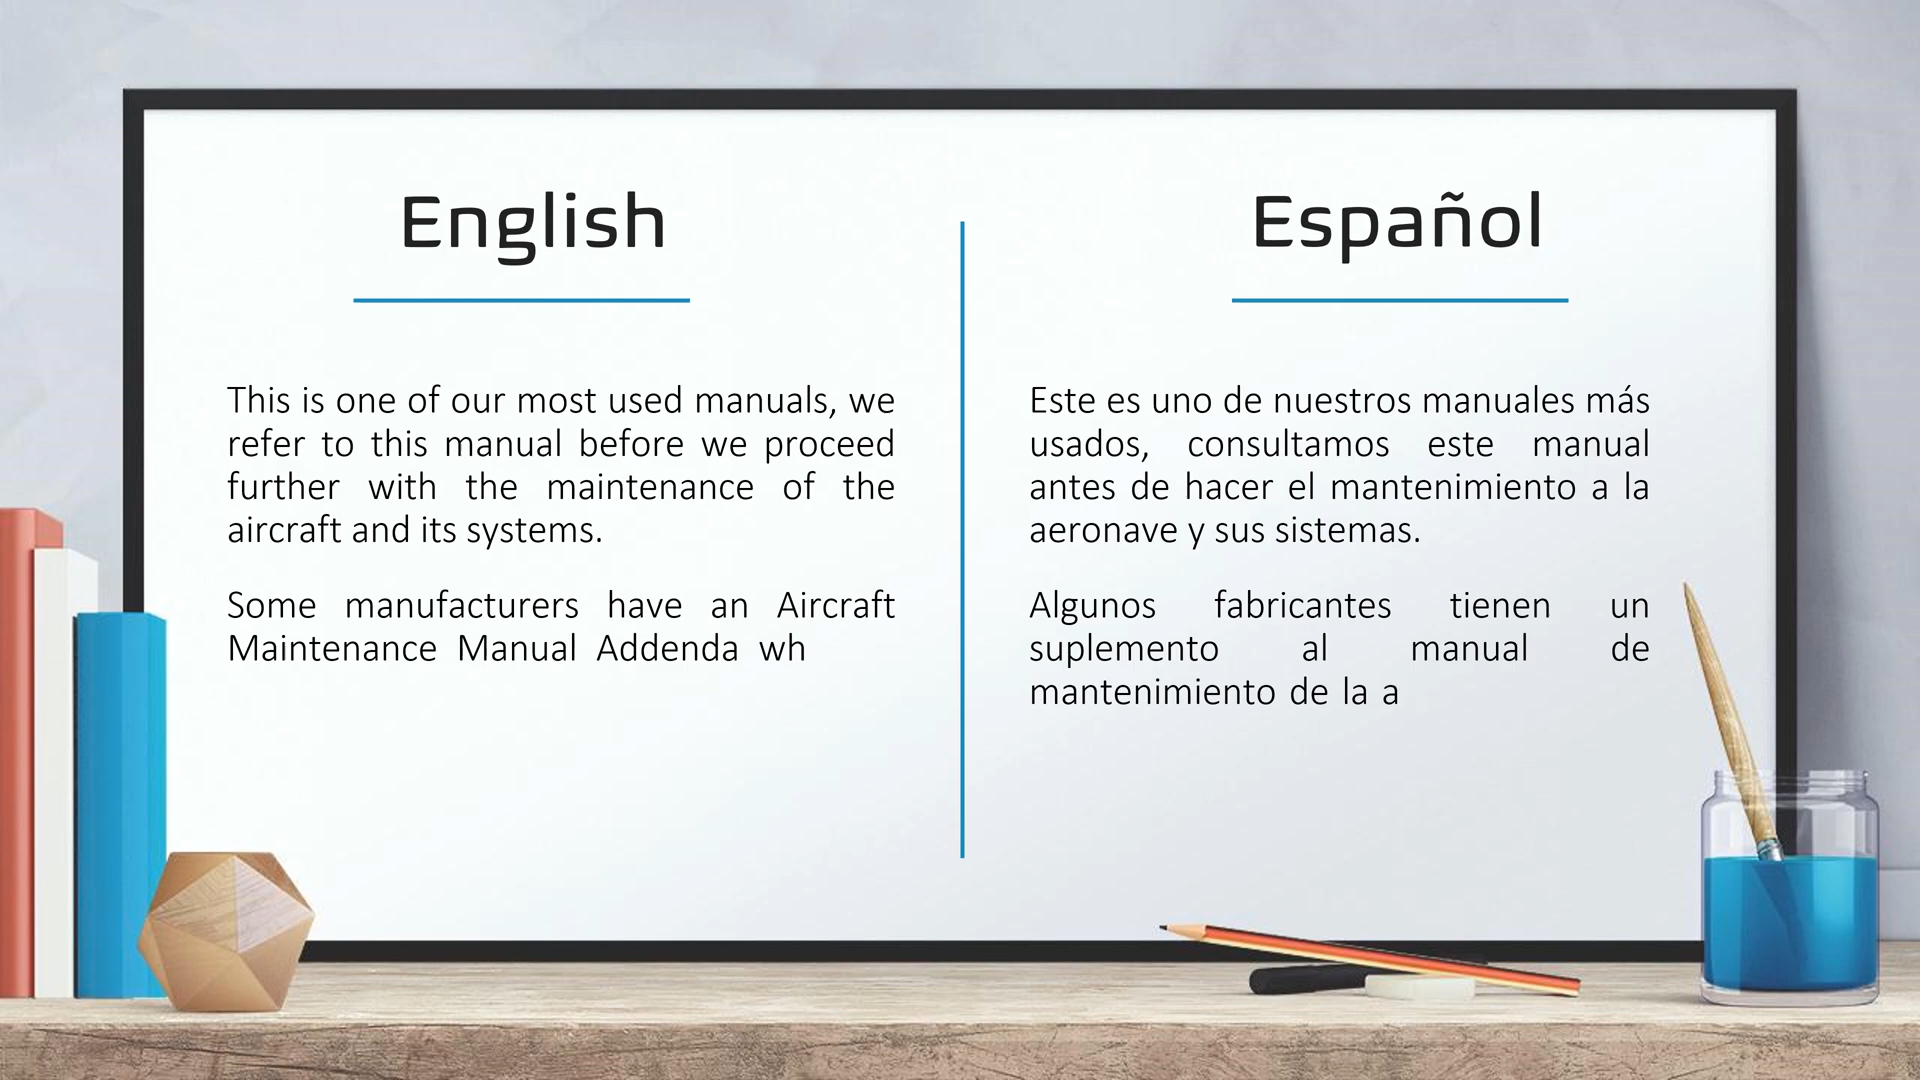 English
This is one of our most used manuals, we
refer to this manual before we proceed
further with the maintenance of the
aircraft and its systems.
Some manufacturers have an Aircraft
Maintenance Manual Addenda wh
Español
Este es uno de nuestros manuales más
usados, consultamos este manual
antes de hacer el mantenimiento a la
aeronave y sus sistemas.
Algunos fabricantes tienen un
suplemento al manual de
mantenimiento de la a